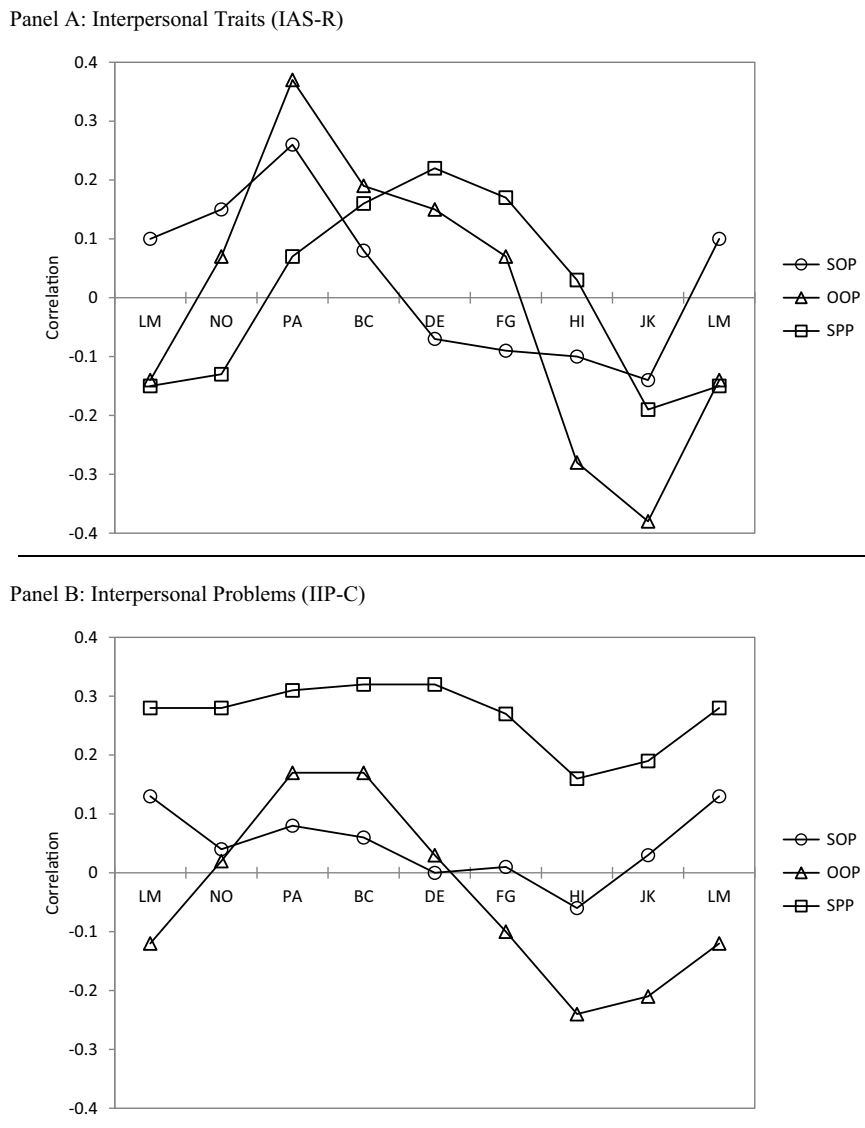 Panel A: Interpersonal Traits (IAS-R)
0.4
0.3
0.2
0.1
0
-0.1
-0.2
-0.3
-0.4
Correlation
LM NO PA BC DE FG HI JK LM
SOP
OOP
SPP
Panel B: Interpersonal Problems (IIP-C)
0.4
0.3
0.2
0.1
0
-0.1
-0.2
-0.3
-0.4
Correlation
LM NO PA BC DE FG HI JK LM
SOP
OOP
SPP